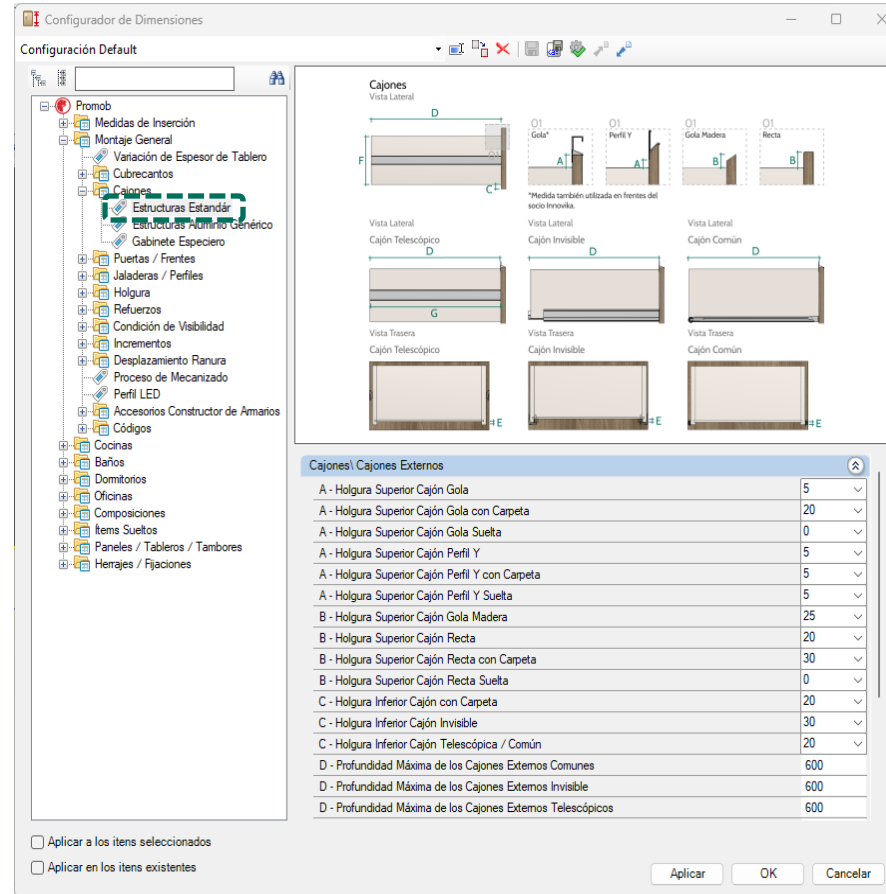 Configurador de Dimensiones
Configuración Default
Promob
Medidas de Inserción
Montaje General
Variación de Espesor de Tablero
Cubrecantos
Cajones
Estructuras Estandár
Estructuras Aluminio Genérico
Gabinete Especiero
Puertas / Frentes
Jaladeras / Perfiles
Holgura
Refuerzos
Condición de Visibilidad
Incrementos
Desplazamiento Ranura
Proceso de Mecanizado
Perfil LED
Accesorios Constructor de Amarios
Códigos
Cocinas
Baños
Dormitorios
Oficinas
Composiciones
Ítems Sueltos
Paneles / Tableros / Tambores
Herrajes / Fijaciones
Cajones
Vista Lateral
D
F
C
O1
Gola*
A
O1
Perfil Y
A
O1
Gola Madera
B
O1
Recta
B
*Medida también utilizada en frentes del
socio Innovika.
Vista Lateral
Cajón Telescópico
D
G
Vista Lateral
Cajón Invisible
D
Vista Lateral
Cajón Común
D
Vista Trasera
Cajón Telescópico
E
Vista Trasera
Cajón Invisible
E
Vista Trasera
Cajón Común
E
Cajones\ Cajones Externos
A - Holgura Superior Cajón Gola 5
A - Holgura Superior Cajón Gola con Carpeta 20
A - Holgura Superior Cajón Gola Suelta 0
A - Holgura Superior Cajón Perfil Y 5
A - Holgura Superior Cajón Perfil Y con Carpeta 5
A - Holgura Superior Cajón Perfil Y Suelta 5
B - Holgura Superior Cajón Gola Madera 25
B - Holgura Superior Cajón Recta 20
B - Holgura Superior Cajón Recta con Carpeta 30
B - Holgura Superior Cajón Recta Suelta 0
C - Holgura Inferior Cajón con Carpeta 20
C - Holgura Inferior Cajón Invisible 30
C - Holgura Inferior Cajón Telescópica / Común 20
D - Profundidad Máxima de los Cajones Externos Comunes 600
D - Profundidad Máxima de los Cajones Externos Invisible 600
D - Profundidad Máxima de los Cajones Externos Telescópicos 600
Aplicar a los itens seleccionados
Aplicar en los itens existentes
Aplicar
OK
Cancelar